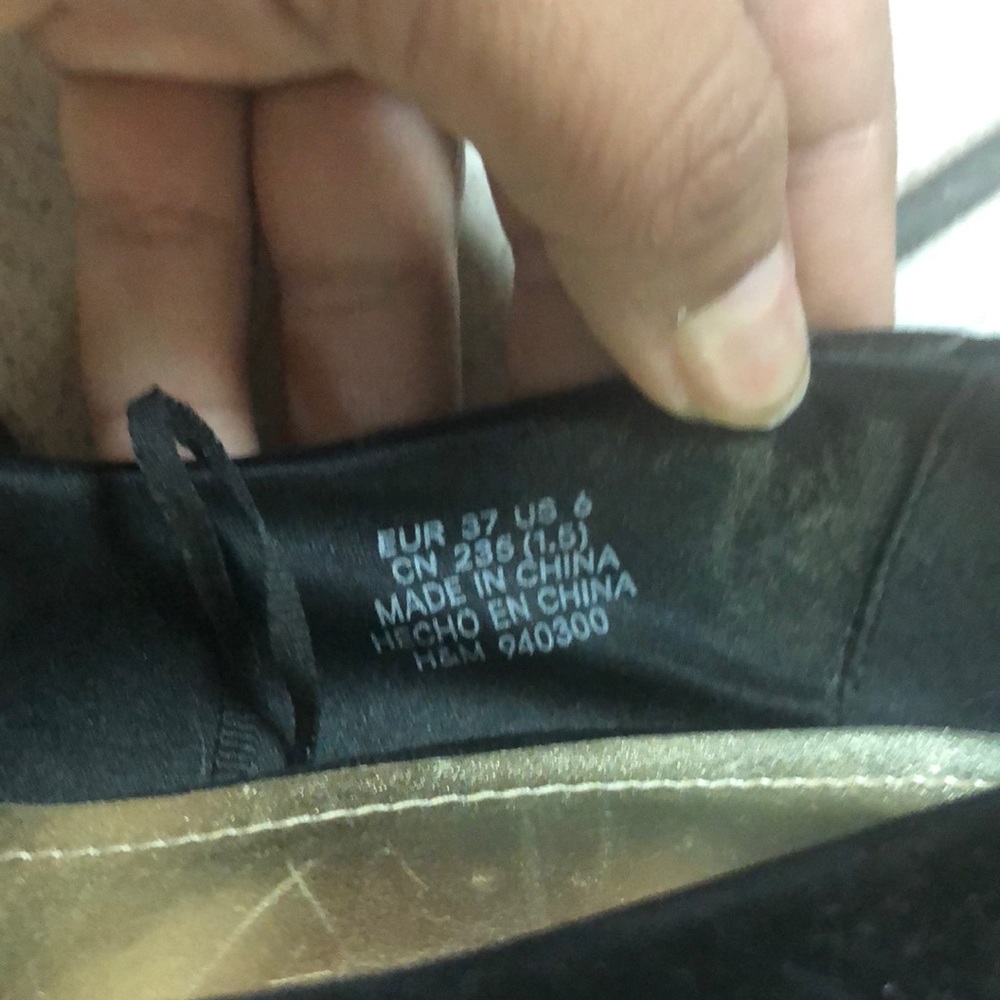 EUR 37 US 6
CN 235 (1.5)
MADE IN CHINA
HECHO EN CHINA
H&M 940300